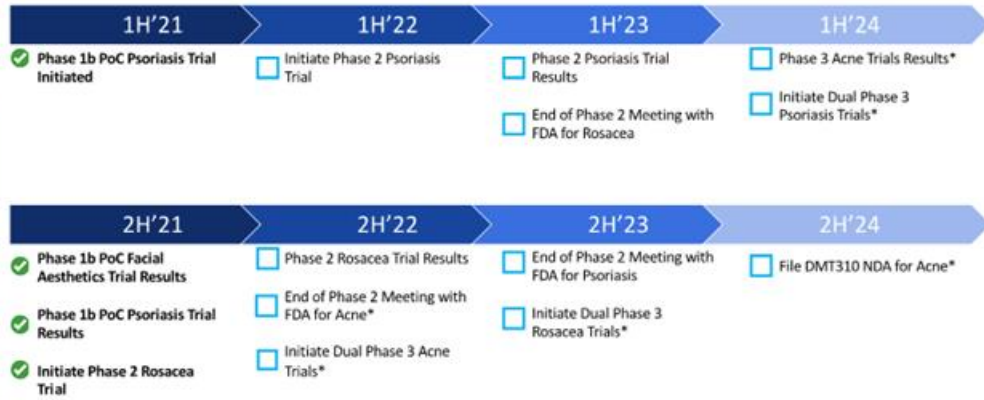 1H'21
1H'22
1H'23
1H'24
Phase 1b PoC Psoriasis Trial
Initiated
Initiate Phase 2 Psoriasis
Trial
Phase 2 Psoriasis Trial
Results
End of Phase 2 Meeting with
FDA for Rosacea
Phase 3 Acne Trials Results*
Initiate Dual Phase 3
Psoriasis Trials*
2H'21
2H'22
2H'23
2H'24
Phase 1b PoC Facial
Aesthetics Trial Results
Phase 1b PoC Psoriasis Trial
Results
Initiate Phase 2 Rosacea
Trial
Phase 2 Rosacea Trial Results
End of Phase 2 Meeting with
FDA for Acne*
Initiate Dual Phase 3 Acne
Trials*
End of Phase 2 Meeting with
FDA for Psoriasis
Initiate Dual Phase 3
Rosacea Trials*
File DMT310 NDA for Acne*